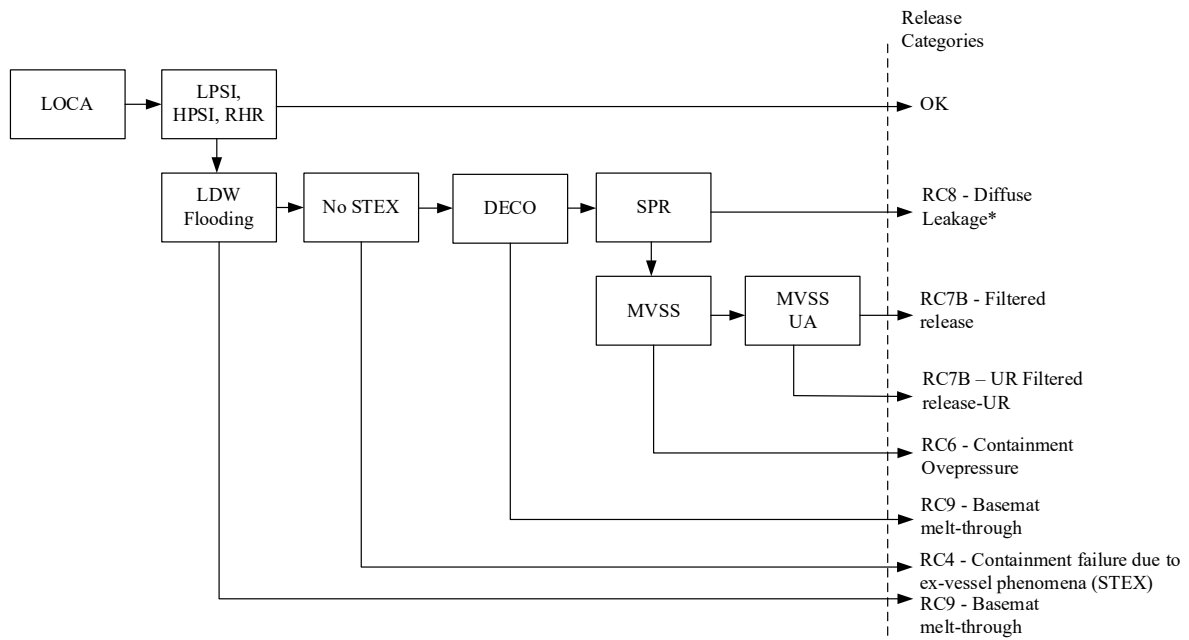 Release
Categories
LOCA
LPSI,
HPSI, RHR
OK
LDW
Flooding
No STEX
DECO
SPR
RC8 - Diffuse
Leakage*
MVSS
MVSS
UA
RC7B - Filtered
release
RC7B – UR Filtered
release-UR
RC6 - Containment
Ovepressure
RC9 - Basemat
melt-through
RC4 - Containment failure due to
ex-vessel phenomena (STEX)
RC9 - Basemat
melt-through